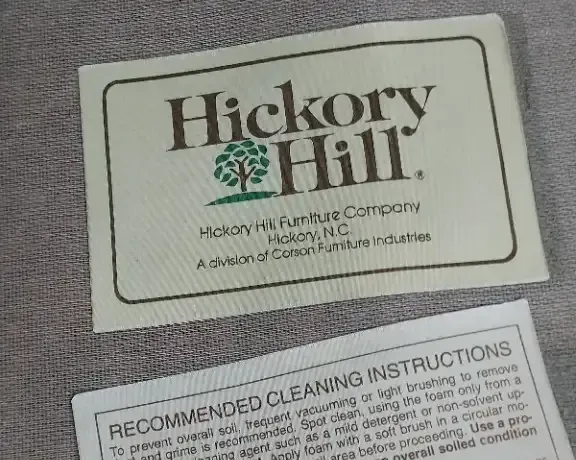 Hickory
Hill®
Hickory Hill Furniture Company
Hickory, N.C.
A division of Corson Furniture Industries
RECOMMENDED CLEANING INSTRUCTIONS
To prevent overall soil, frequent vacuuming or light brushing to remove
and grime is recommended. Spot clean, using the foam only from a
cleaning agent such as a mild detergent or non-solvent up-
Apply foam with a soft brush in a circular mo-
area before proceeding. Use a pro-
overall soiled condition